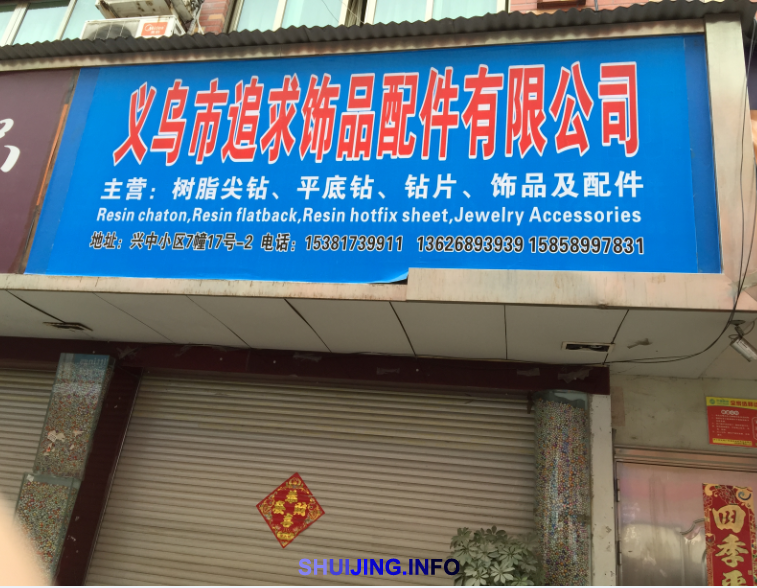 义乌市追求饰品配件有限公司
主营：树脂尖钻、平底钻、钻片、饰品及配件
Resin chaton,Resin flatback,Resin hotfix sheet,Jewelry Accessories
地址：兴中小区7幢17号-2 电话：15381739911 13626893939 15858997831
四季
SHUIJING.INFO